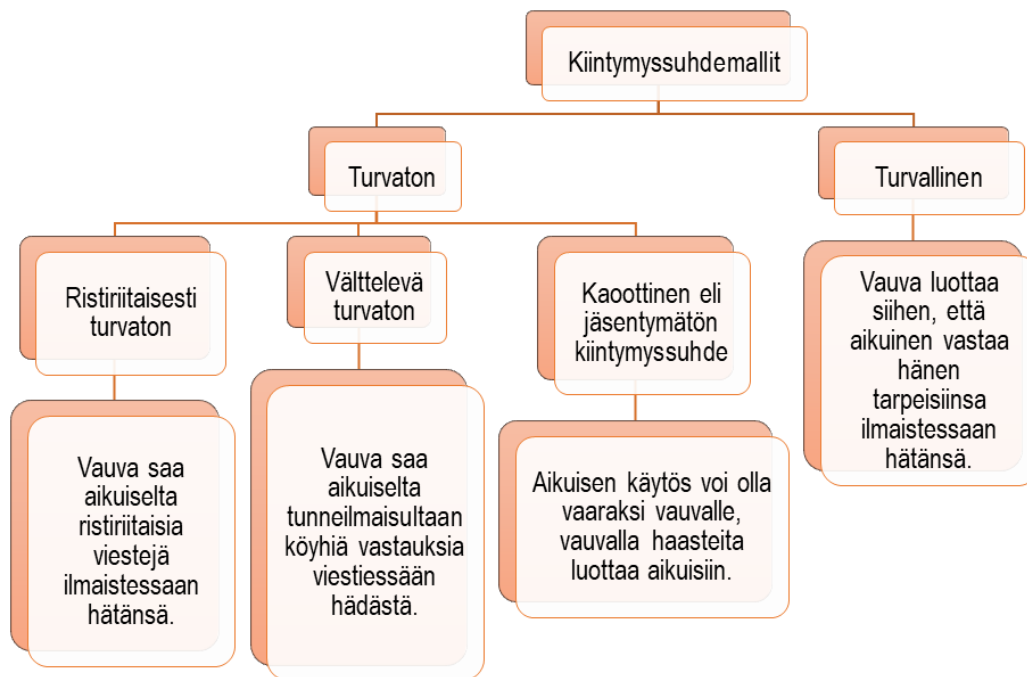 Kiintymyssuhdemallit
Turvaton
Turvallinen
Ristiriitaisesti
turvaton
Välttelevä
turvaton
Kaoottinen eli
jäsentymätön
kiintymyssuhde
Vauva luottaa
siihen, että
aikuinen vastaa
hänen
tarpeisiinsa
ilmaistessaan
hätänsä.
Vauva saa
aikuiselta
ristiriitaisia
viestejä
ilmaistessaan
hätänsä.
Vauva saa
aikuiselta
tunneilmaisultaan
köyhiä vastauksia
viestiessään
hädästä.
Aikuisen käytös voi olla
vaaraksi vauvalle,
vauvalla haasteita
luottaa aikuisiin.